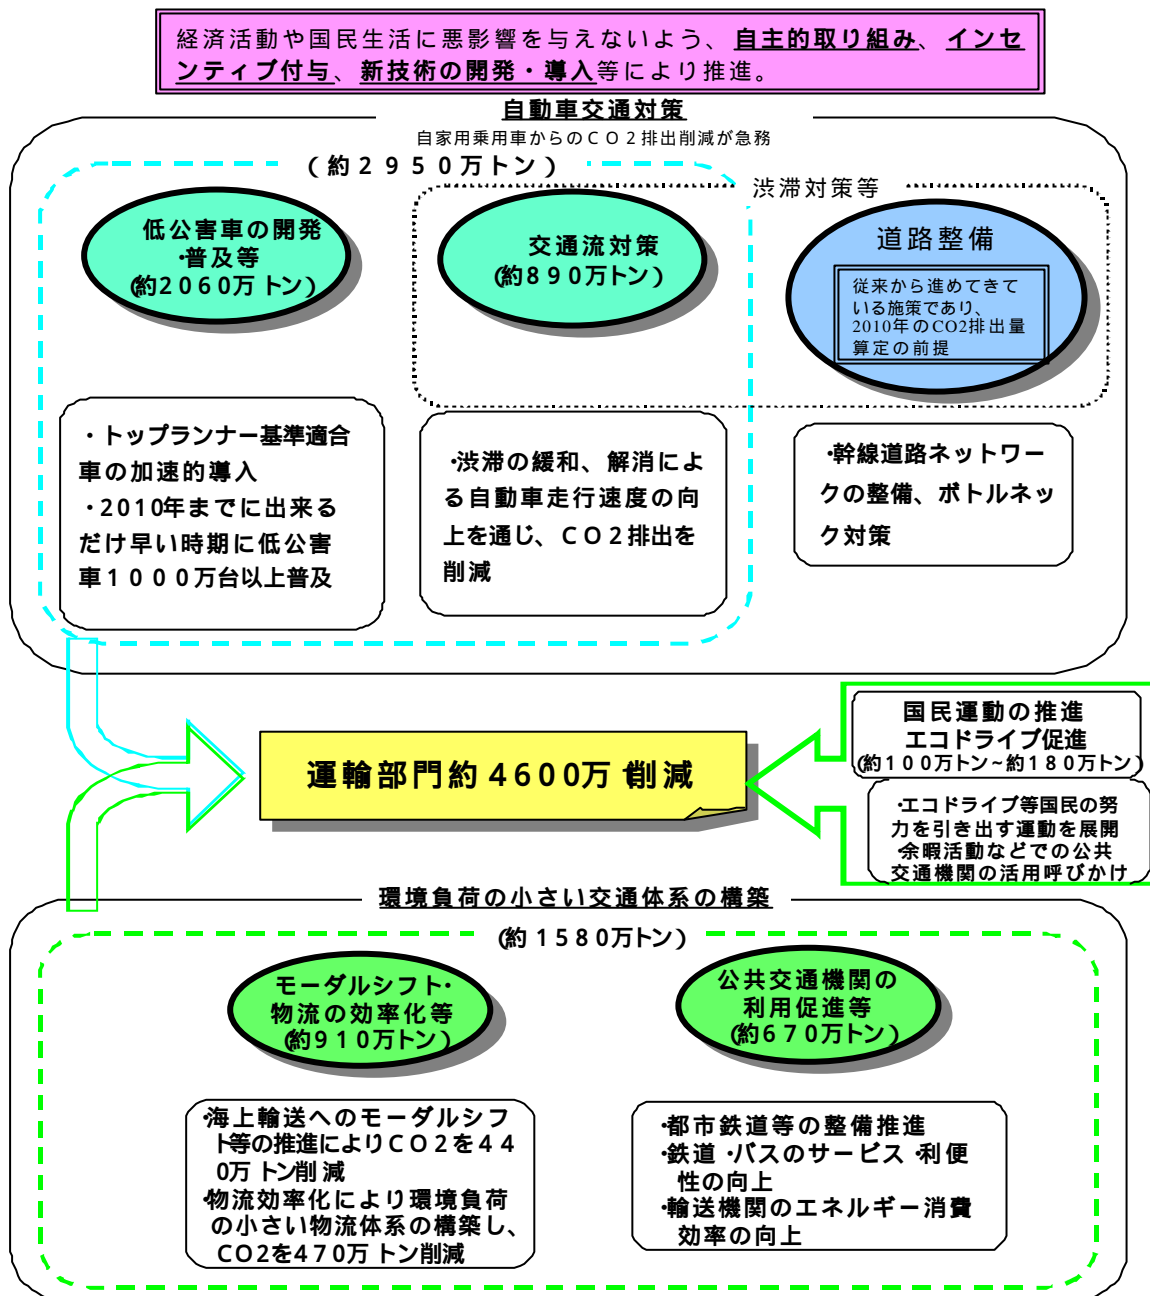 経済活動や国民生活に悪影響を与えないよう、自主的取り組み、インセ
ンティブ付与、新技術の開発・導入等により推進。
自動車交通対策
自家用乗用車からのCO2排出削減が急務
(約2950万トン)
渋滞対策等
低公害車の開発
・普及等
(約2060万トン)
交通流対策
(約890万トン)
道路整備
従来から進めてきて
いる施策であり、
2010年のCO2排出量
算定の前提
・トップランナー基準適合
車の加速的導入
・2010年までに出来る
だけ早い時期に低公害
車1000万台以上普及
・渋滞の緩和、解消によ
る自動車走行速度の向
上を通じ、CO2排出を
削減
・幹線道路ネットワー
クの整備、ボトルネッ
ク対策
国民運動の推進
エコドライブ促進
(約100万トン~約180万トン)
運輸部門約4600万t削減
・エコドライブ等国民の努
力を引き出す運動を展開
・余暇活動などでの公共
交通機関の活用呼びかけ
環境負荷の小さい交通体系の構築
(約1580万トン)
モーダルシフト・
物流の効率化等
(約910万トン)
公共交通機関の
利用促進等
(約670万トン)
・海上輸送へのモーダルシフ
ト等の推進によりCO2を44
0万トン削減
・物流効率化により環境負荷
の小さい物流体系の構築し、
CO2を470万トン削減
・都市鉄道等の整備推進
・鉄道・バスのサービス・利便
性の向上
・輸送機関のエネルギー消費
効率の向上